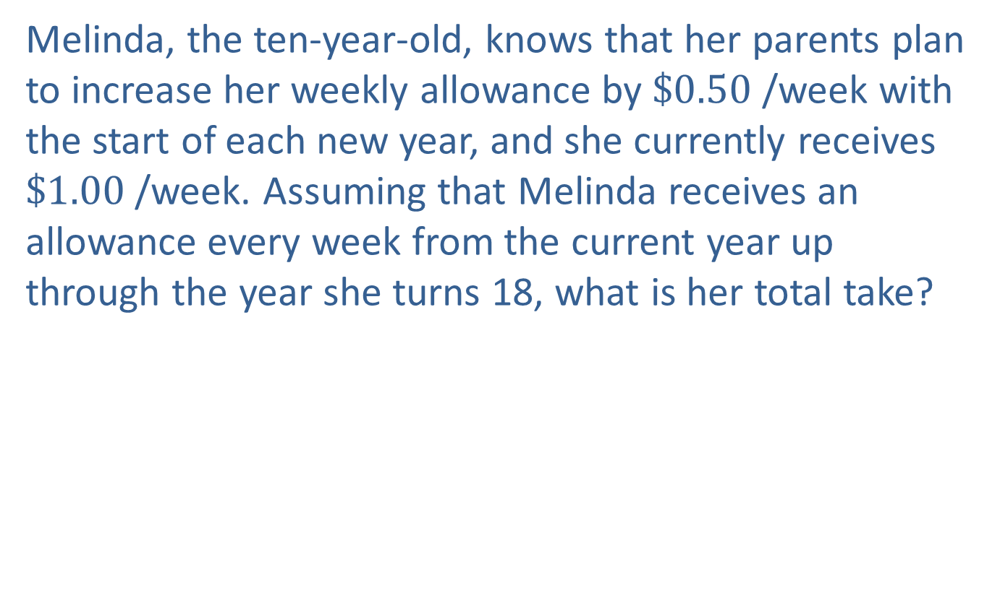 Melinda, the ten-year-old, knows that her parents plan
to increase her weekly allowance by $0.50 /week with
the start of each new year, and she currently receives
$1.00 /week. Assuming that Melinda receives an
allowance every week from the current year up
through the year she turns 18, what is her total take?